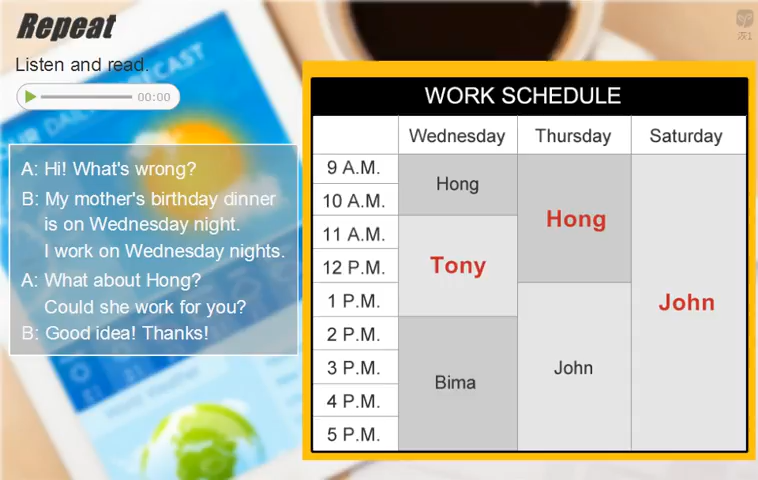 Repeat
Listen and read.
00:00
A: Hi! What's wrong?
B: My mother's birthday dinner
is on Wednesday night.
I work on Wednesday nights.
A: What about Hong?
Could she work for you?
B: Good idea! Thanks!
WORK SCHEDULE
Wednesday Thursday Saturday
9 A.M.
Hong
10 A.M.
Hong
11 A.M.
12 P.M.
Tony
1 P.M.
John
2 P.M.
3 P.M.
John
Bima
4 P.M.
5 P.M.